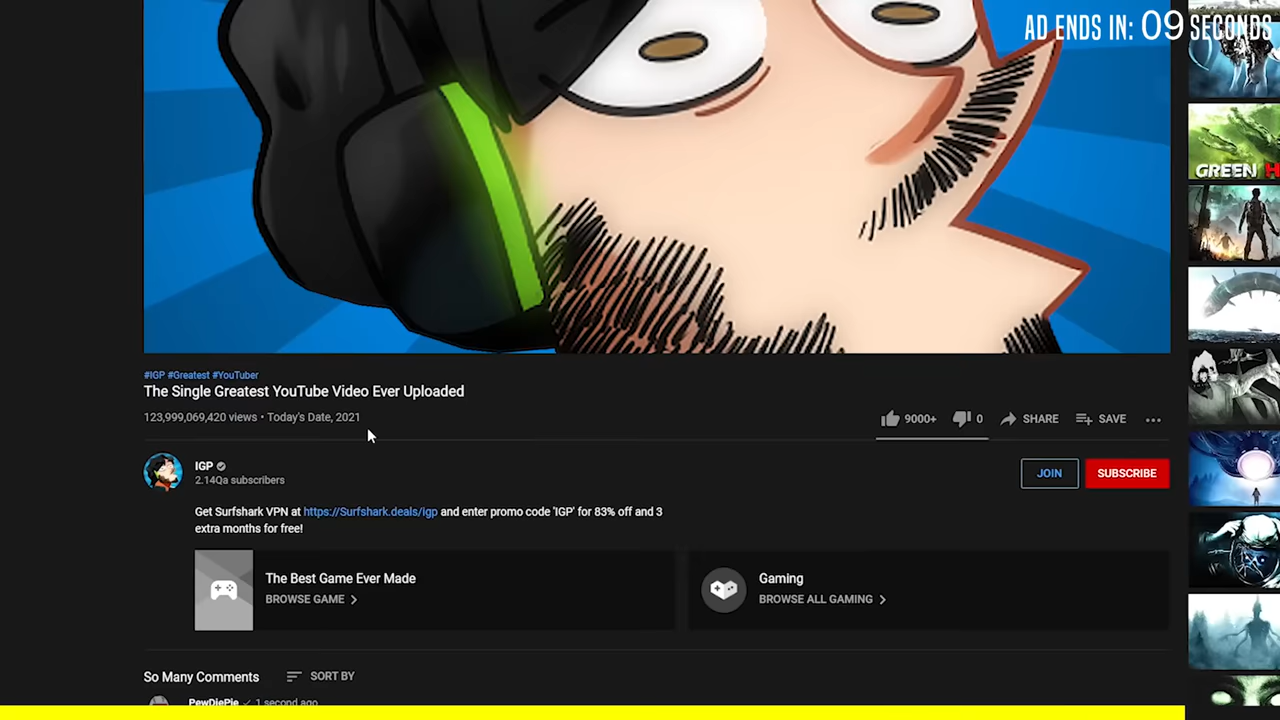 AD ENDS IN: 09 SECONDS
GREEN H
#IGP #Greatest #YouTuber
The Single Greatest YouTube Video Ever Uploaded
123,999,069,420 views • Today's Date, 2021
9000+ 0 SHARE SAVE
IGP
2.14Qa subscribers
JOIN SUBSCRIBE
Get Surfshark VPN at https://Surfshark.deals/igp and enter promo code 'IGP' for 83% off and 3
extra months for free!
The Best Game Ever Made
BROWSE GAME
Gaming
BROWSE ALL GAMING
So Many Comments SORT BY
PewDiePie 1 second ago